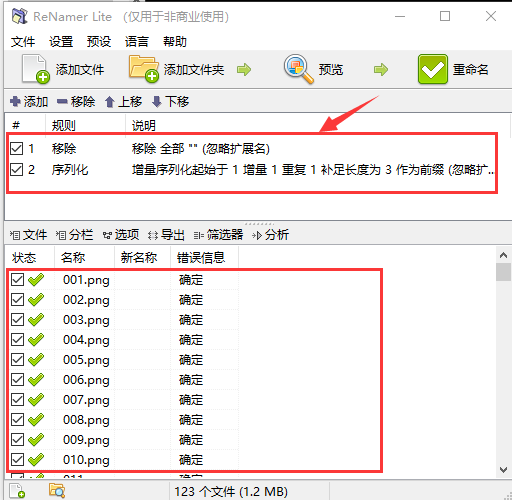 ReNamer Lite (仅用于非商业使用)
文件 设置 预设 语言 帮助
添加文件 添加文件夹 预览 重命名
添加 移除 上移 下移
# 规则 说明
1 移除 移除 全部 "" (忽略扩展名)
2 序列化 增量序列化起始于 1 增量 1 重复 1 补足长度为 3 作为前缀 (忽略扩...
文件 分栏 选项 导出 筛选器 分析
状态 名称 新名称 错误信息
001.png 确定
002.png 确定
003.png 确定
004.png 确定
005.png 确定
006.png 确定
007.png 确定
008.png 确定
009.png 确定
010.png 确定
123 个文件 (1.2 MB)